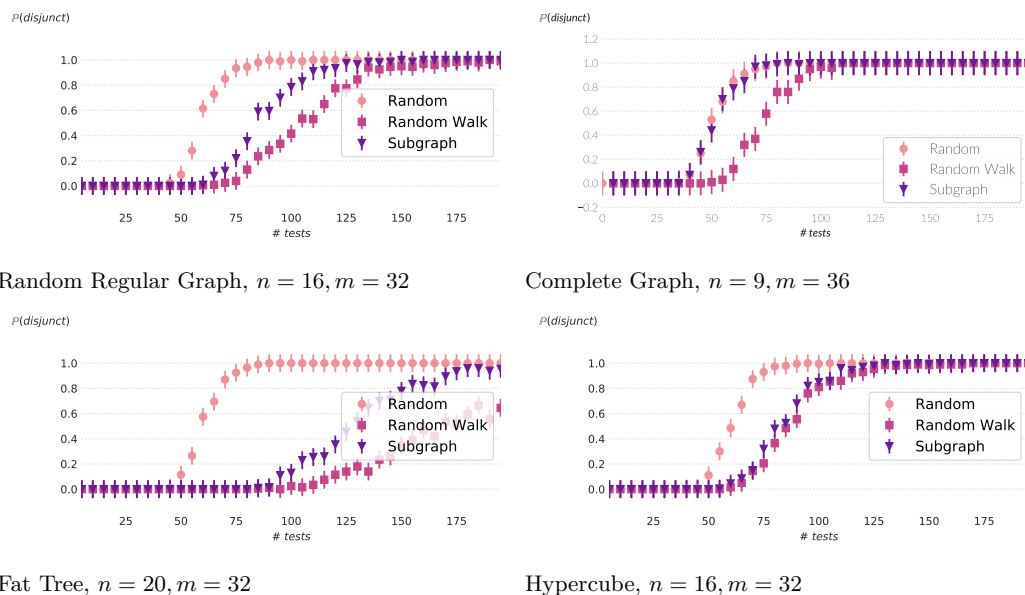 ℙ(disjunct)
1.0
0.8
0.6
0.4
0.2
0.0
Random
Random Walk
Subgraph
25 50 75 100 125 150 175
# tests
Random Regular Graph, n = 16, m = 32
ℙ(disjunct)
1.2
1.0
0.8
0.6
0.4
0.2
0.0
−0.2
Random
Random Walk
Subgraph
0 25 50 75 100 125 150 175
# tests
Complete Graph, n = 9, m = 36
ℙ(disjunct)
1.0
0.8
0.6
0.4
0.2
0.0
Random
Random Walk
Subgraph
25 50 75 100 125 150 175
# tests
Fat Tree, n = 20, m = 32
ℙ(disjunct)
1.0
0.8
0.6
0.4
0.2
0.0
Random
Random Walk
Subgraph
25 50 75 100 125 150 175
# tests
Hypercube, n = 16, m = 32